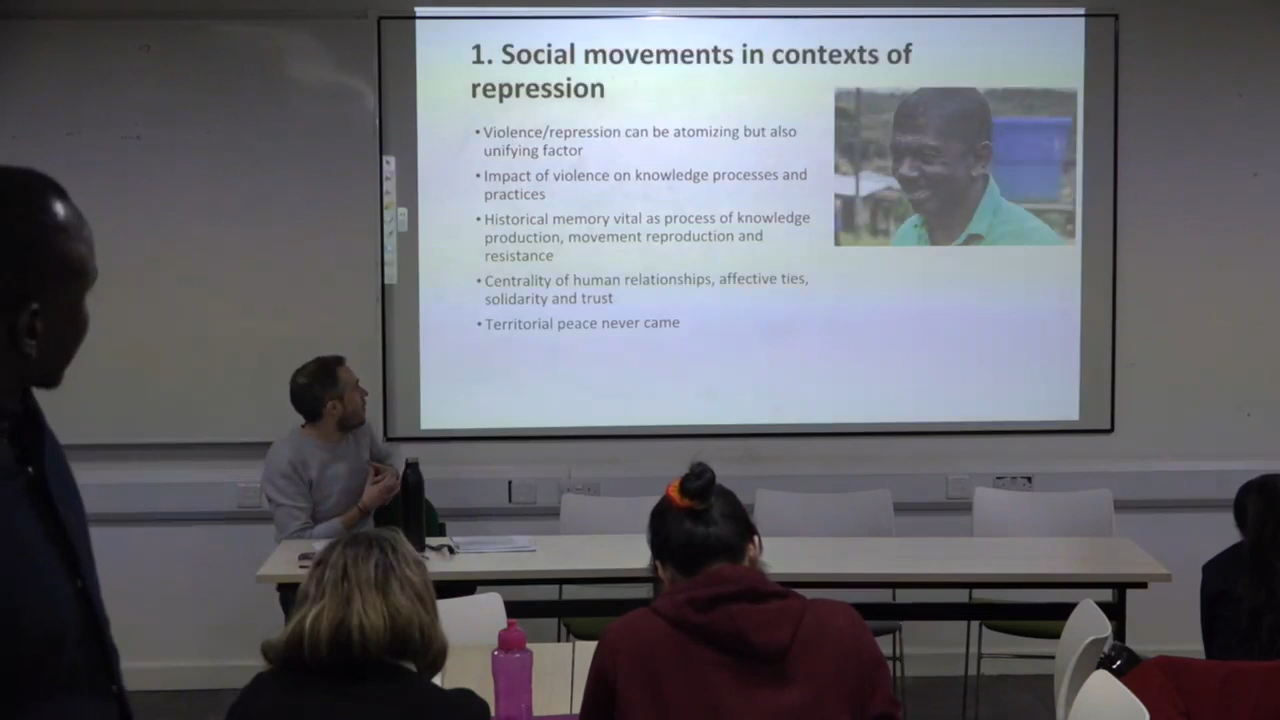 1. Social movements in contexts of
repression
• Violence/repression can be atomizing but also
unifying factor
• Impact of violence on knowledge processes and
practices
• Historical memory vital as process of knowledge
production, movement reproduction and
resistance
• Centrality of human relationships, affective ties,
solidarity and trust
• Territorial peace never came